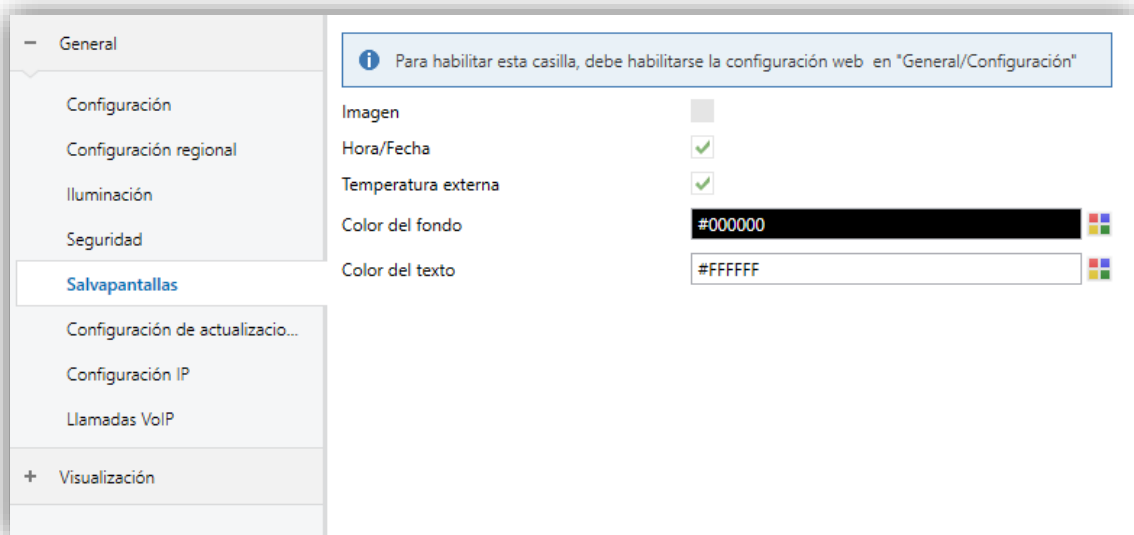 General
Configuración
Configuración regional
Iluminación
Seguridad
Salvapantallas
Configuración de actualizacio...
Configuración IP
Llamadas VoIP
Visualización
Para habilitar esta casilla, debe habilitarse la configuración web en "General/Configuración"
Imagen
Hora/Fecha
Temperatura externa
Color del fondo #000000
Color del texto #FFFFFF